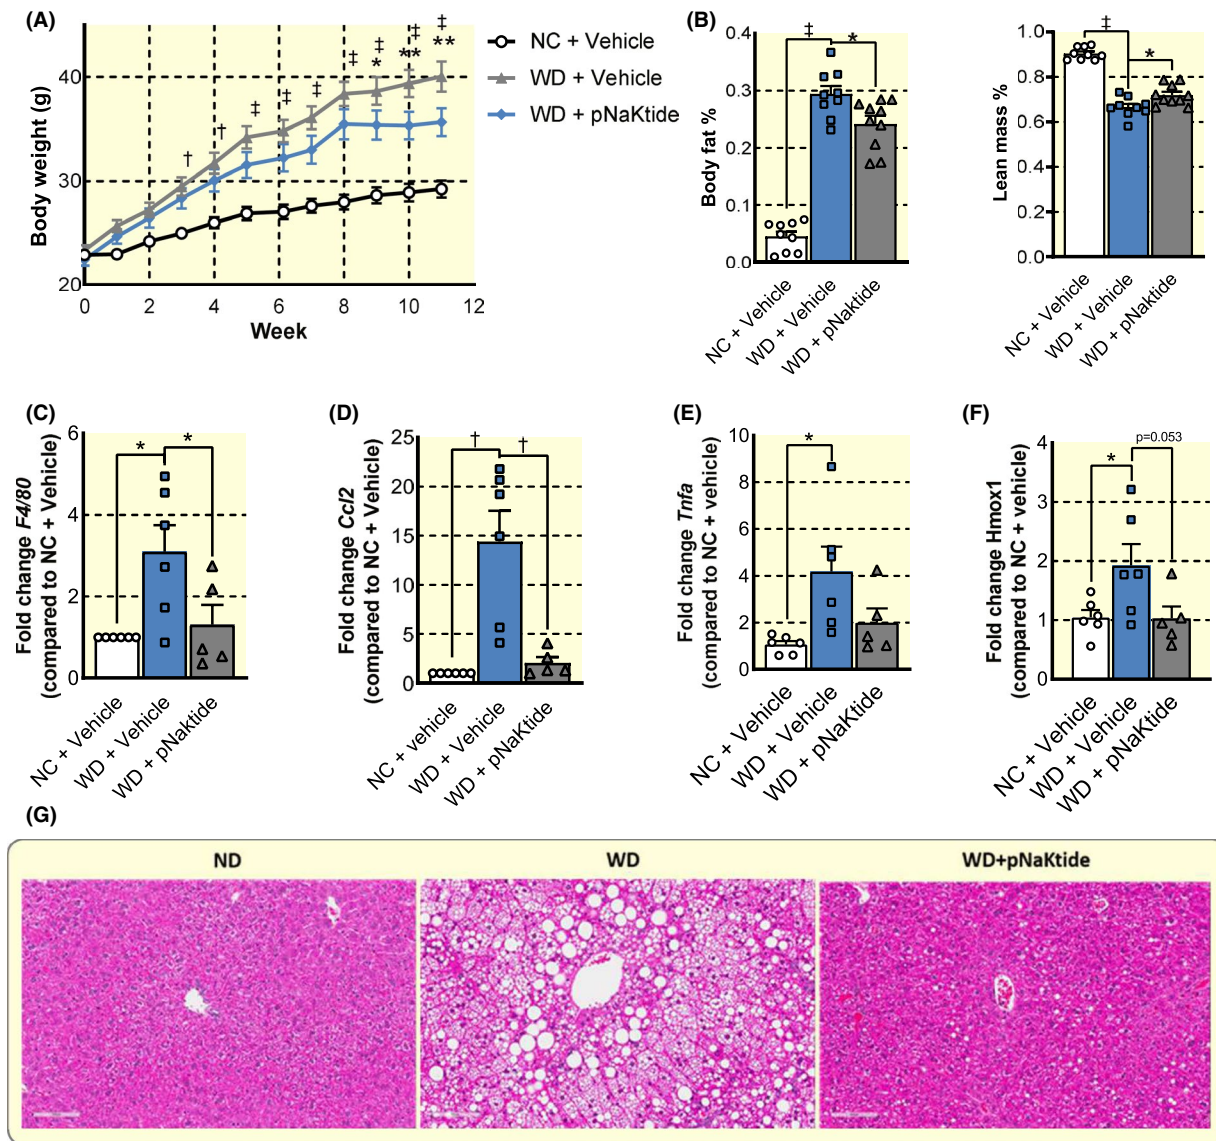 (A)
Body weight (g)
40
30
20
0 2 4 6 8 10 12
Week
† † ‡ ‡ ‡ ‡ ‡ ‡ ‡
* ** **
NC + Vehicle
WD + Vehicle
WD + pNaKtide
(B)
Body fat %
0.4
0.3
0.2
0.1
0.0
‡ *
NC + Vehicle
WD + Vehicle
WD + pNaktide
Lean mass %
1.0
0.8
0.6
0.4
0.2
0.0
‡ *
NC + Vehicle
WD + Vehicle
WD + pNaktide
(C)
Fold change F4/80
(compared to NC + Vehicle)
6
4
2
0
* *
NC + Vehicle
WD + Vehicle
WD + pNaKtide
(D)
Fold change Ccl2
(compared to NC + Vehicle)
25
20
15
10
5
0
† †
NC + vehicle
WD + Vehicle
WD + pNaKtide
(E)
Fold change Tnfa
(compared to NC + vehicle)
10
8
6
4
2
0
*
NC + Vehicle
WD + Vehicle
WD + pNaKtide
(F)
Fold change Hmox1
(compared to NC + vehicle)
4
3
2
1
0
* p=0.053
NC + Vehicle
WD + Vehicle
WD + pNaKtide
(G)
ND WD WD+pNaKtide